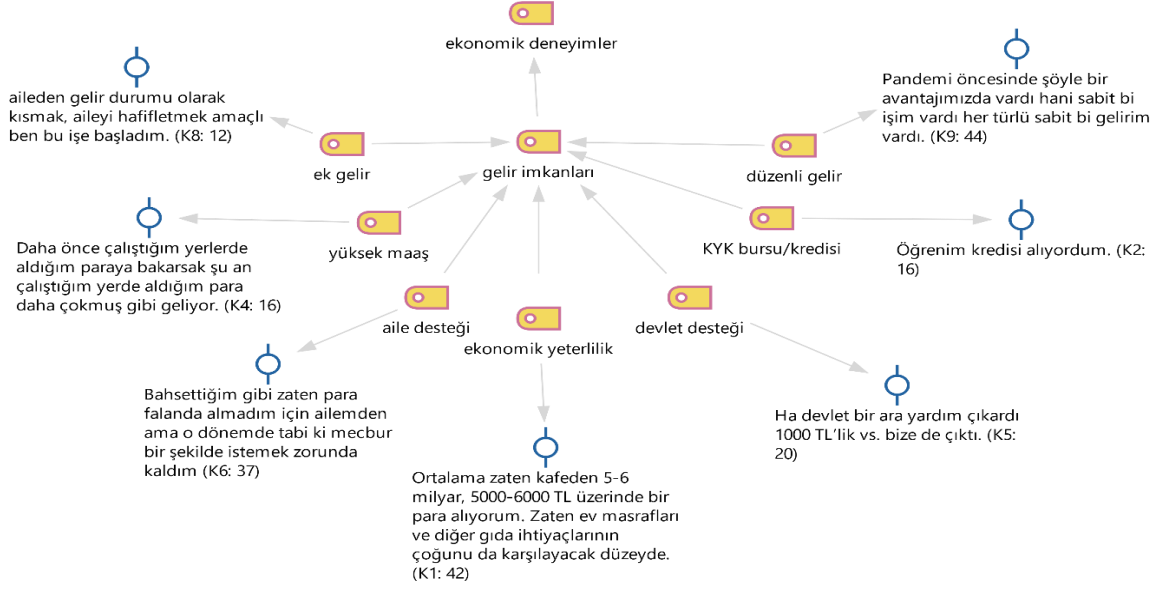 ekonomik deneyimler
aileden gelir durumu olarak
kısmak, aileyi hafifletmek amaçlı
ben bu işe başladım. (K8: 12)
Pandemi öncesinde şöyle bir
avantajımızda vardı hani sabit bi
işim vardı her türlü sabit bi gelirim
vardı. (K9: 44)
ek gelir
gelir imkanları
düzenli gelir
Daha önce çalıştığım yerlerde
aldığım paraya bakarsak şu an
çalıştığım yerde aldığım para
daha çokmuş gibi geliyor. (K4: 16)
yüksek maaş
KYK bursu/kredisi
Öğrenim kredisi alıyordum. (K2:
16)
aile desteği
ekonomik yeterlilik
devlet desteği
Bahsettiğim gibi zaten para
falanda almadım için ailemden
ama o dönemde tabi ki mecbur
bir şekilde istemek zorunda
kaldım (K6: 37)
Ha devlet bir ara yardım çıkardı
1000 TL'lik vs. bize de çıktı. (K5:
20)
Ortalama zaten kafeden 5-6
milyar, 5000-6000 TL üzerinde bir
para alıyorum. Zaten ev masrafları
ve diğer gıda ihtiyaçlarının
çoğunu da karşılayacak düzeyde.
(K1: 42)